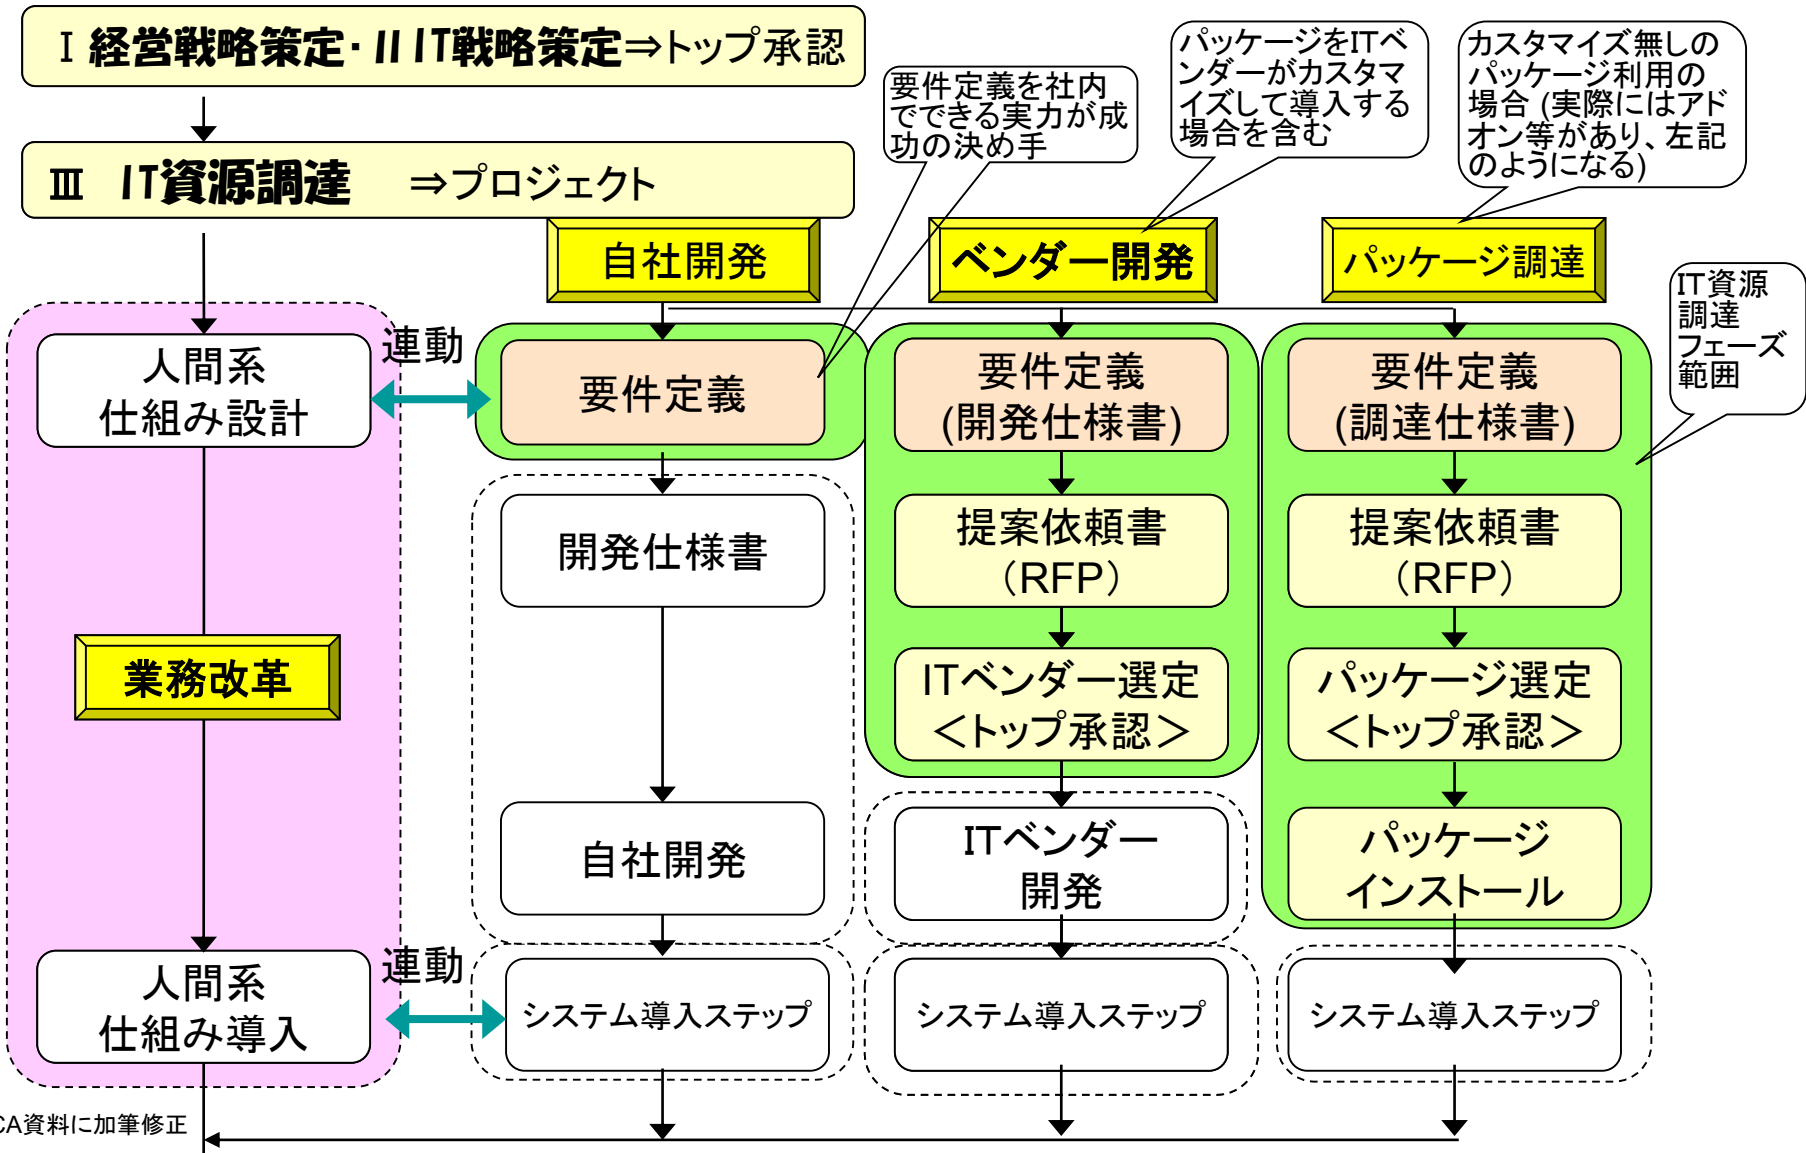 Ⅰ 経営戦略策定・ⅡIT戦略策定⇒トップ承認
Ⅲ IT資源調達 ⇒プロジェクト
要件定義を社内
でできる実力が成
功の決め手
パッケージをITベ
ンダーがカスタマ
イズして導入する
場合を含む
カスタマイズ無しの
パッケージ利用の
場合 (実際にはアド
オン等があり、左記
のようになる)
自社開発
ベンダー開発
パッケージ調達
IT資源
調達
フェーズ
範囲
人間系
仕組み設計
連動
要件定義
要件定義
(開発仕様書)
要件定義
(調達仕様書)
開発仕様書
提案依頼書
（RFP）
提案依頼書
（RFP）
業務改革
ITベンダー選定
＜トップ承認＞
パッケージ選定
＜トップ承認＞
自社開発
ITベンダー
開発
パッケージ
インストール
人間系
仕組み導入
連動
システム導入ステップ
システム導入ステップ
システム導入ステップ
CA資料に加筆修正